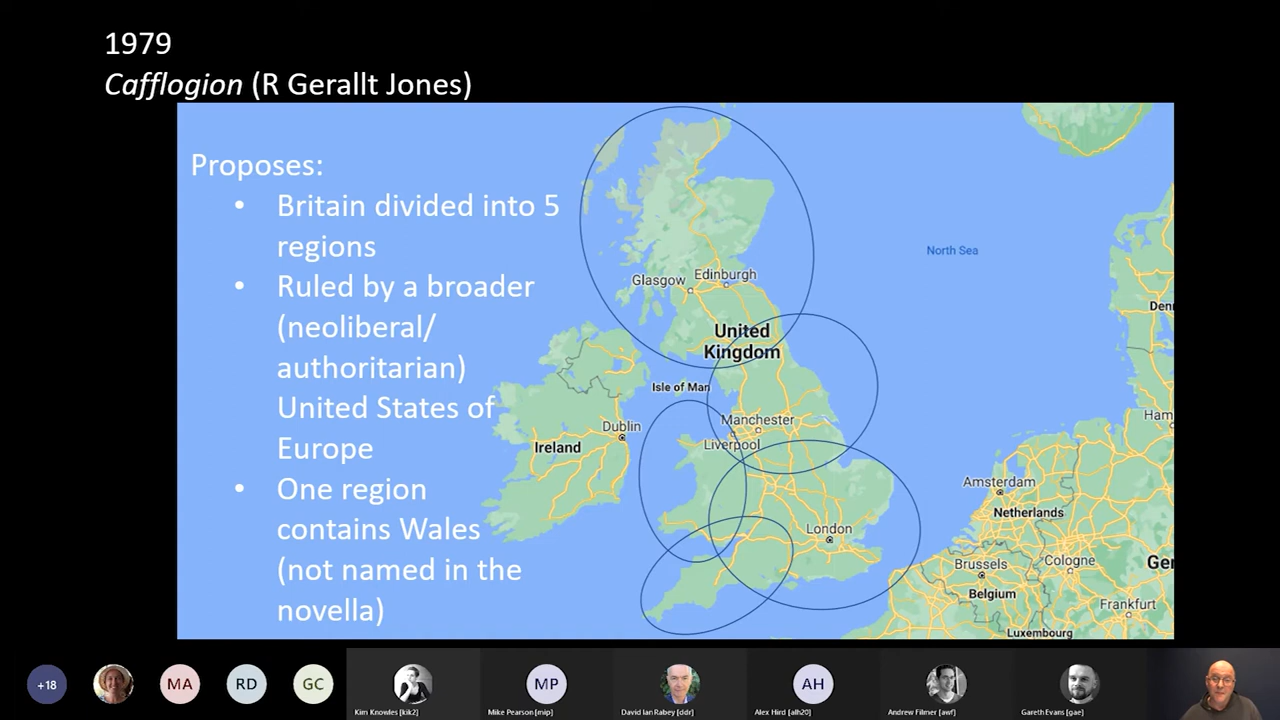 1979
Cafflogion (R Gerallt Jones)
Proposes:
• Britain divided into 5
regions
• Ruled by a broader
(neoliberal/
authoritarian)
United States of
Europe
• One region
contains Wales
(not named in the
novella)
North Sea
Glasgow
Edinburgh
United
Kingdom
Isle of Man
Dublin
Ireland
Manchester
Liverpool
London
Denn
Ham
Amsterdam
Netherlands
Brussels
Belgium
Cologne
Ger
Frankfurt
Luxembourg
+18
MA
RD
GC
Kim Knowles [kik2]
MP
Mike Pearson [mip]
David Ian Rabey [ddr]
AH
Alex Hird [alh20]
Andrew Filmer [awf]
Gareth Evans [gae]